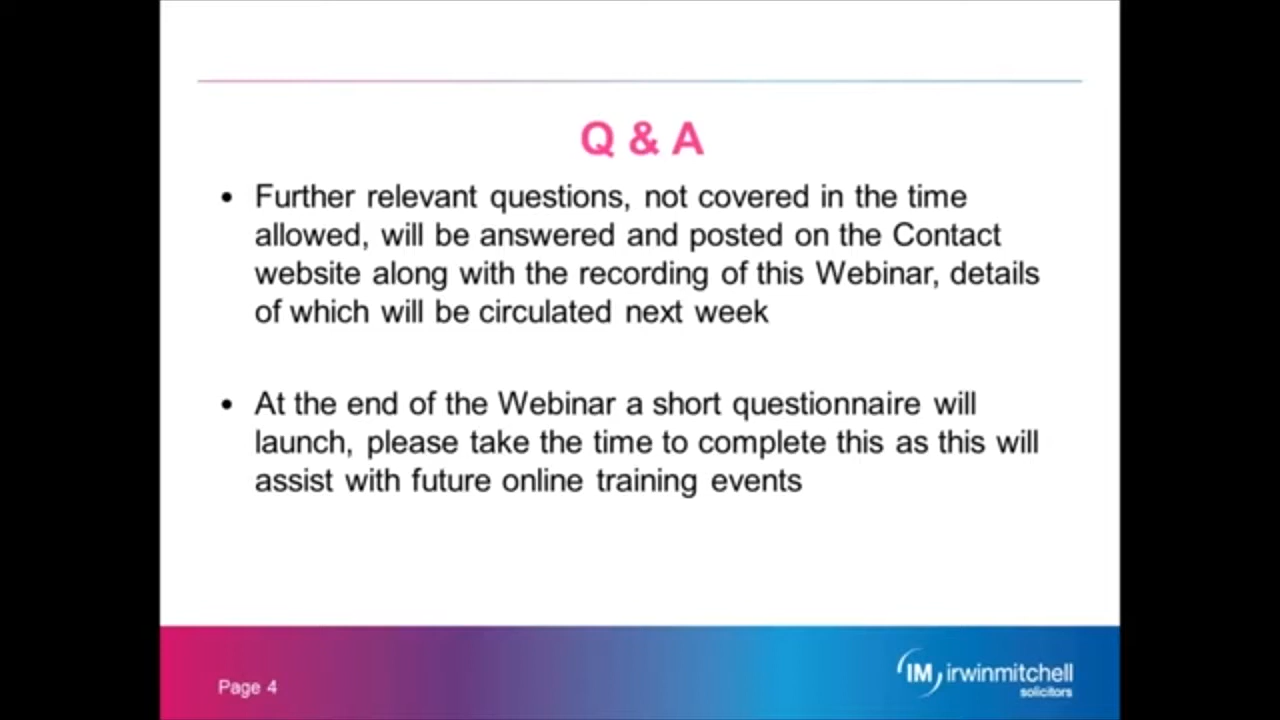 Q & A
• Further relevant questions, not covered in the time
allowed, will be answered and posted on the Contact
website along with the recording of this Webinar, details
of which will be circulated next week
• At the end of the Webinar a short questionnaire will
launch, please take the time to complete this as this will
assist with future online training events
Page 4
IM irwinmitchell
solicitors